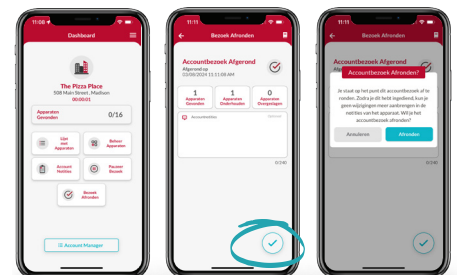 11:08
Dashboard
The Pizza Place
508 Main Street, Madison
00:00:01
Apparaten
Gevonden
0/16
Lijst
met
Apparaten
Beheer
Apparaten
Account
Notities
Pauzeer
Bezoek
Bezoek
Afronden
Account Manager
11:11
Bezoek Afronden
Accountbezoek Afgerond
Afgerond op
03/08/2024 11:11:08 AM
1
Apparaten
Gevonden
1
Apparaten
Onderhouden
0
Apparaten
Overgeslagen
Accountnotities
Optioneel
0/240
11:11
Bezoek Afronden
Accountbezoek Afgerond
Accountbezoek Afronden?
Je staat op het punt dit accountbezoek af te
ronden. Zodra je dit hebt ingediend, kun je
geen wijzigingen meer aanbrengen in de
notities van het apparaat. Wil je het
accountbezoek afronden?
Annuleren
Afronden
0/240